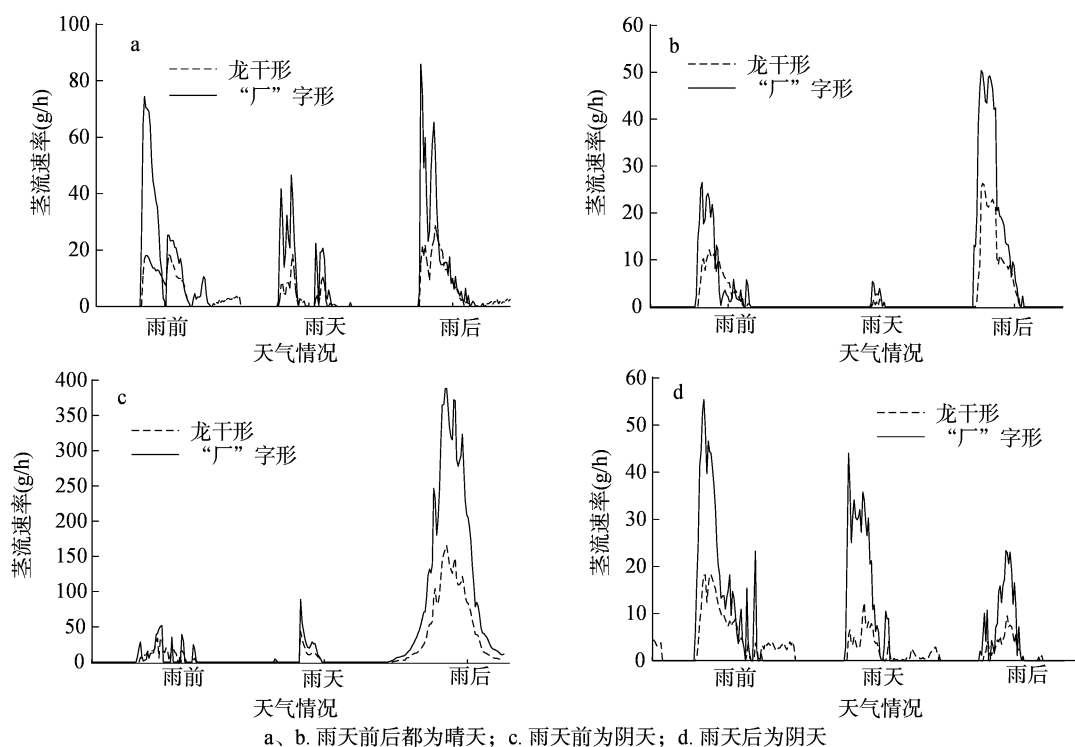 a
龙干形
“厂”字形
茎流速率(g/h)
100
80
60
40
20
0
雨前
雨天
雨后
天气情况
b
龙干形
“厂”字形
茎流速率(g/h)
60
50
40
30
20
10
0
雨前
雨天
雨后
天气情况
c
龙干形
“厂”字形
茎流速率(g/h)
400
350
300
250
200
150
100
50
0
雨前
雨天
雨后
天气情况
d
龙干形
“厂”字形
茎流速率(g/h)
60
50
40
30
20
10
0
雨前
雨天
雨后
天气情况
a、b. 雨天前后都为晴天；c. 雨天前为阴天；d. 雨天后为阴天